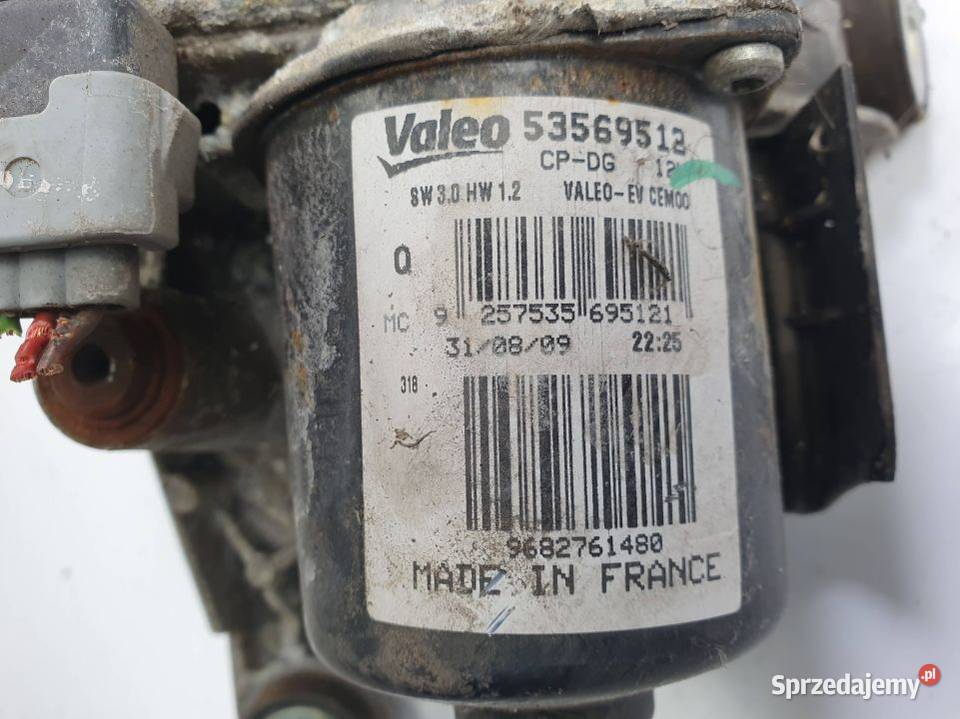 Valeo 53569512
CP-DG
SW 3.0 HW 1.2 VALEO-EV CEM00
Q
MC 9 257535 695121
31/08/09 22:25
318
9682761480
MADE IN FRANCE
Sprzedajemy.pl